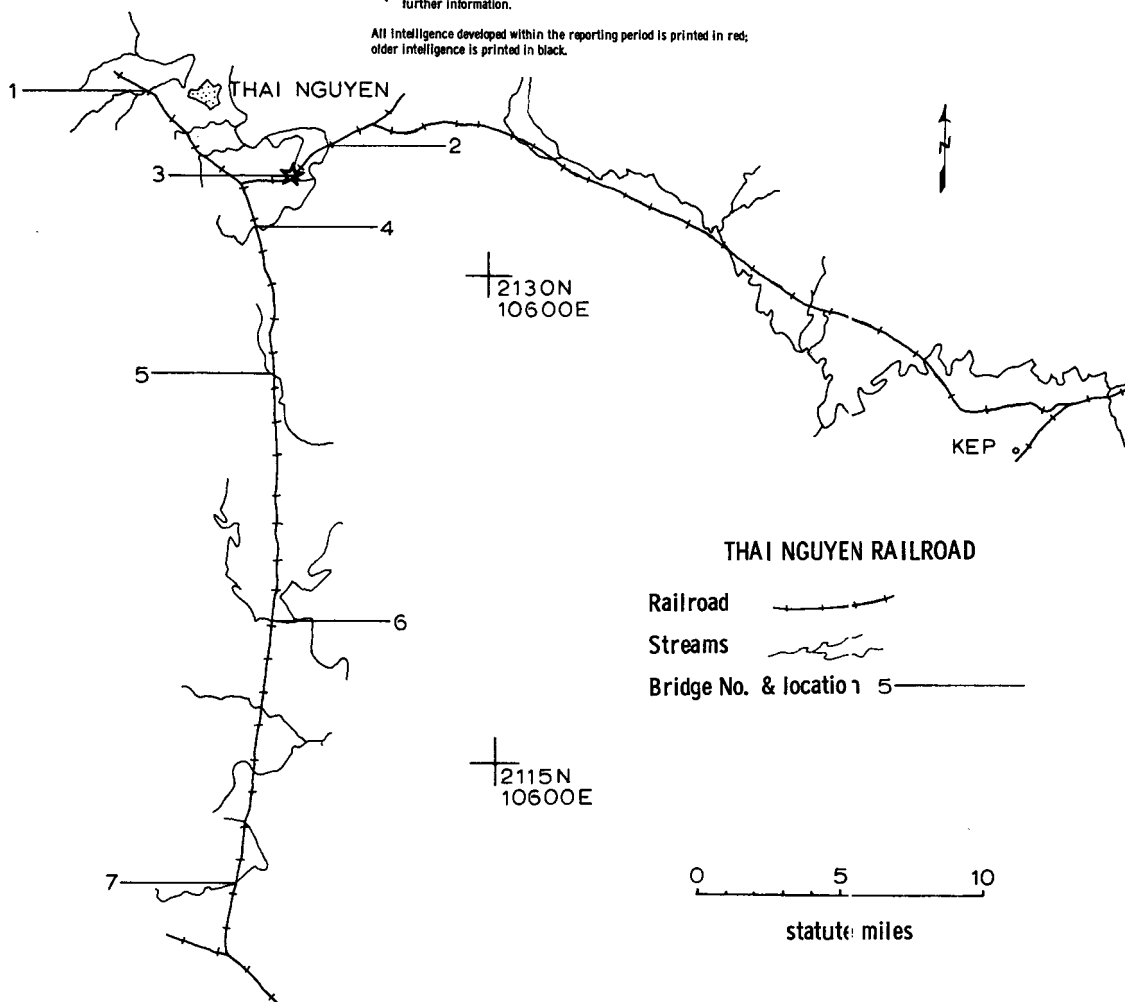 further information.
All intelligence developed within the reporting period is printed in red;
older intelligence is printed in black.
1
THAI NGUYEN
2
3
4
N
2130N
10600E
5
KEP
THAI NGUYEN RAILROAD
Railroad
Streams
6
Bridge No. & location 5
2115N
10600E
7
0 5 10
statute miles